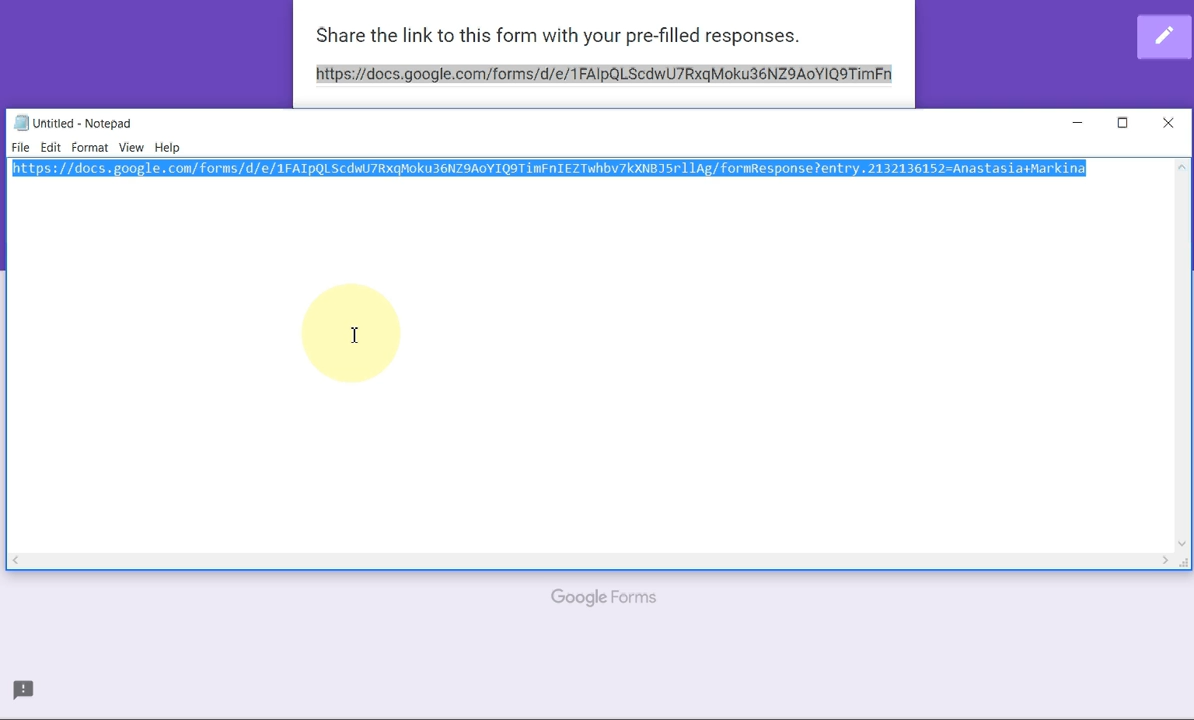 Share the link to this form with your pre-filled responses.
https://docs.google.com/forms/d/e/1FAIpQLScdwU7RxqMoku36NZ9AoYIQ9TimFn
Untitled - Notepad
File Edit Format View Help
https://docs.google.com/forms/d/e/1FAIpQLScdwU7RxqMoku36NZ9AoYIQ9TimFnIEZTwhbv7kXNBJ5rllAg/formResponse?entry.2132136152=Anastasia+Markina
Google Forms